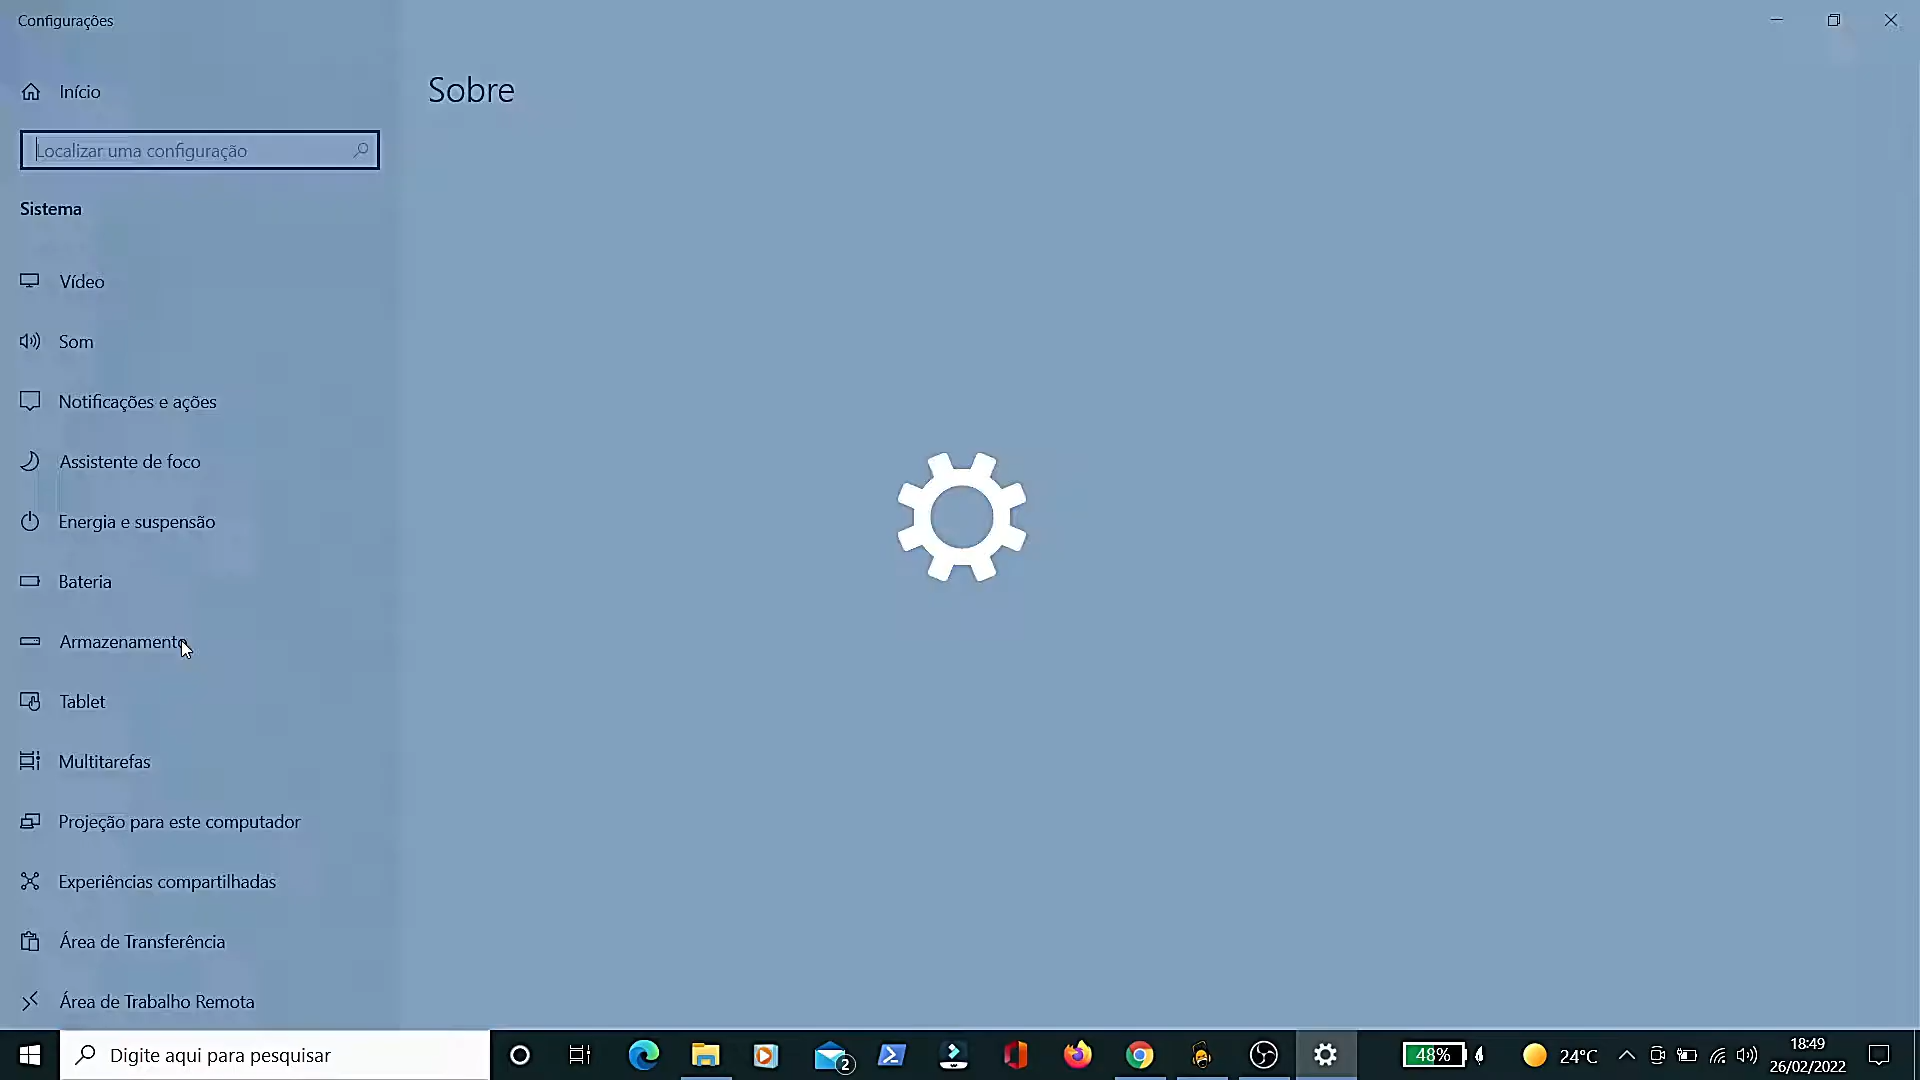 Configurações
Início
Localizar uma configuração
Sistema
Vídeo
Som
Notificações e ações
Assistente de foco
Energia e suspensão
Bateria
Armazenamento
Tablet
Multitarefas
Projeção para este computador
Experiências compartilhadas
Área de Transferência
Área de Trabalho Remota
Sobre
Digite aqui para pesquisar
2
48%
24°C
18:49
26/02/2022